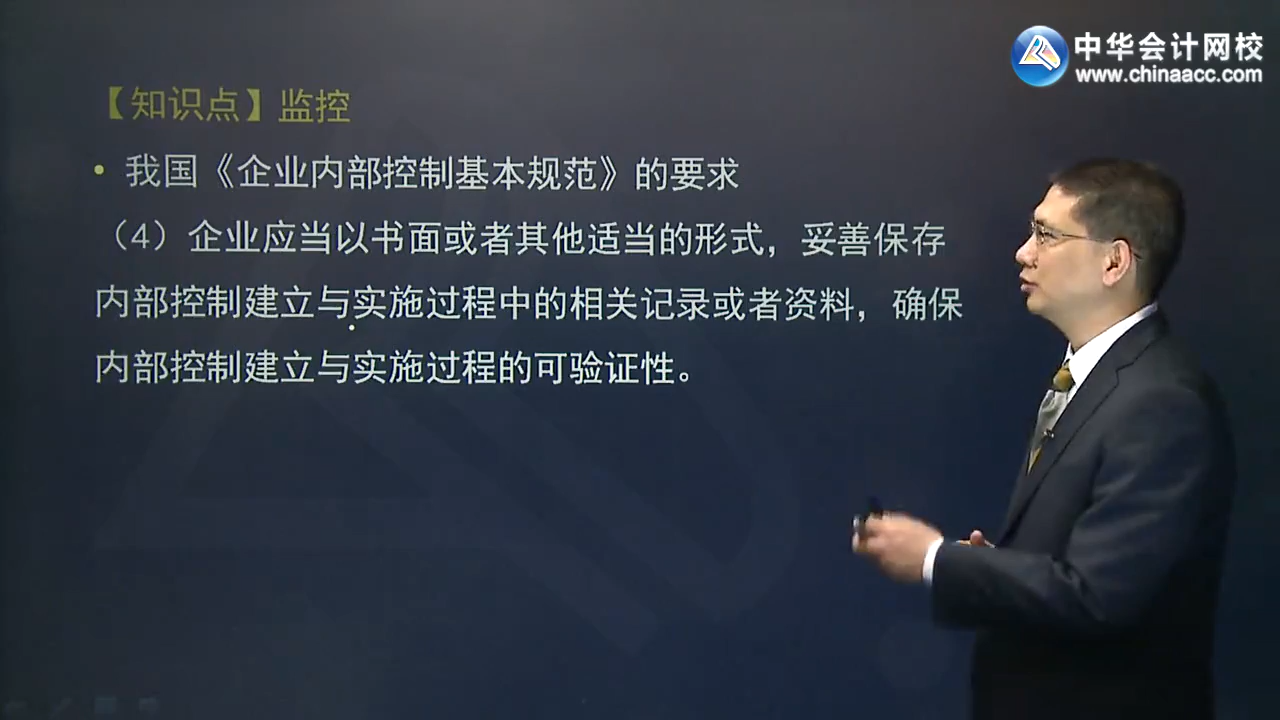 中华会计网校
www.chinaacc.com
【知识点】监控
• 我国《企业内部控制基本规范》的要求
（4）企业应当以书面或者其他适当的形式，妥善保存
内部控制建立与实施过程中的相关记录或者资料，确保
内部控制建立与实施过程的可验证性。